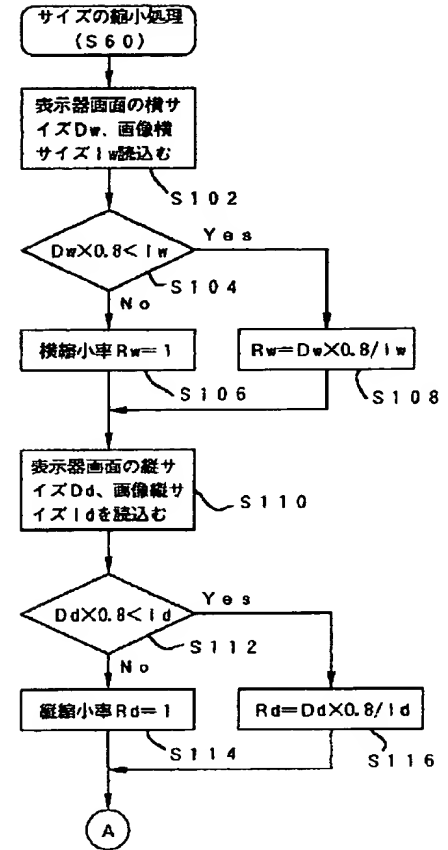 サイズの縮小処理
(S60)
表示器画面の横サ
イズDw、画像横
サイズIw読込む
S102
Dw×0.8<Iw
Yes
S104
No
横縮小率Rw=1
Rw=Dw×0.8/Iw
S106
S108
表示器画面の縦サ
イズDd、画像縦サ
イズIdを読込む
S110
Dd×0.8<Id
Yes
S112
No
縦縮小率Rd=1
Rd=Dd×0.8/Id
S114
S116
A